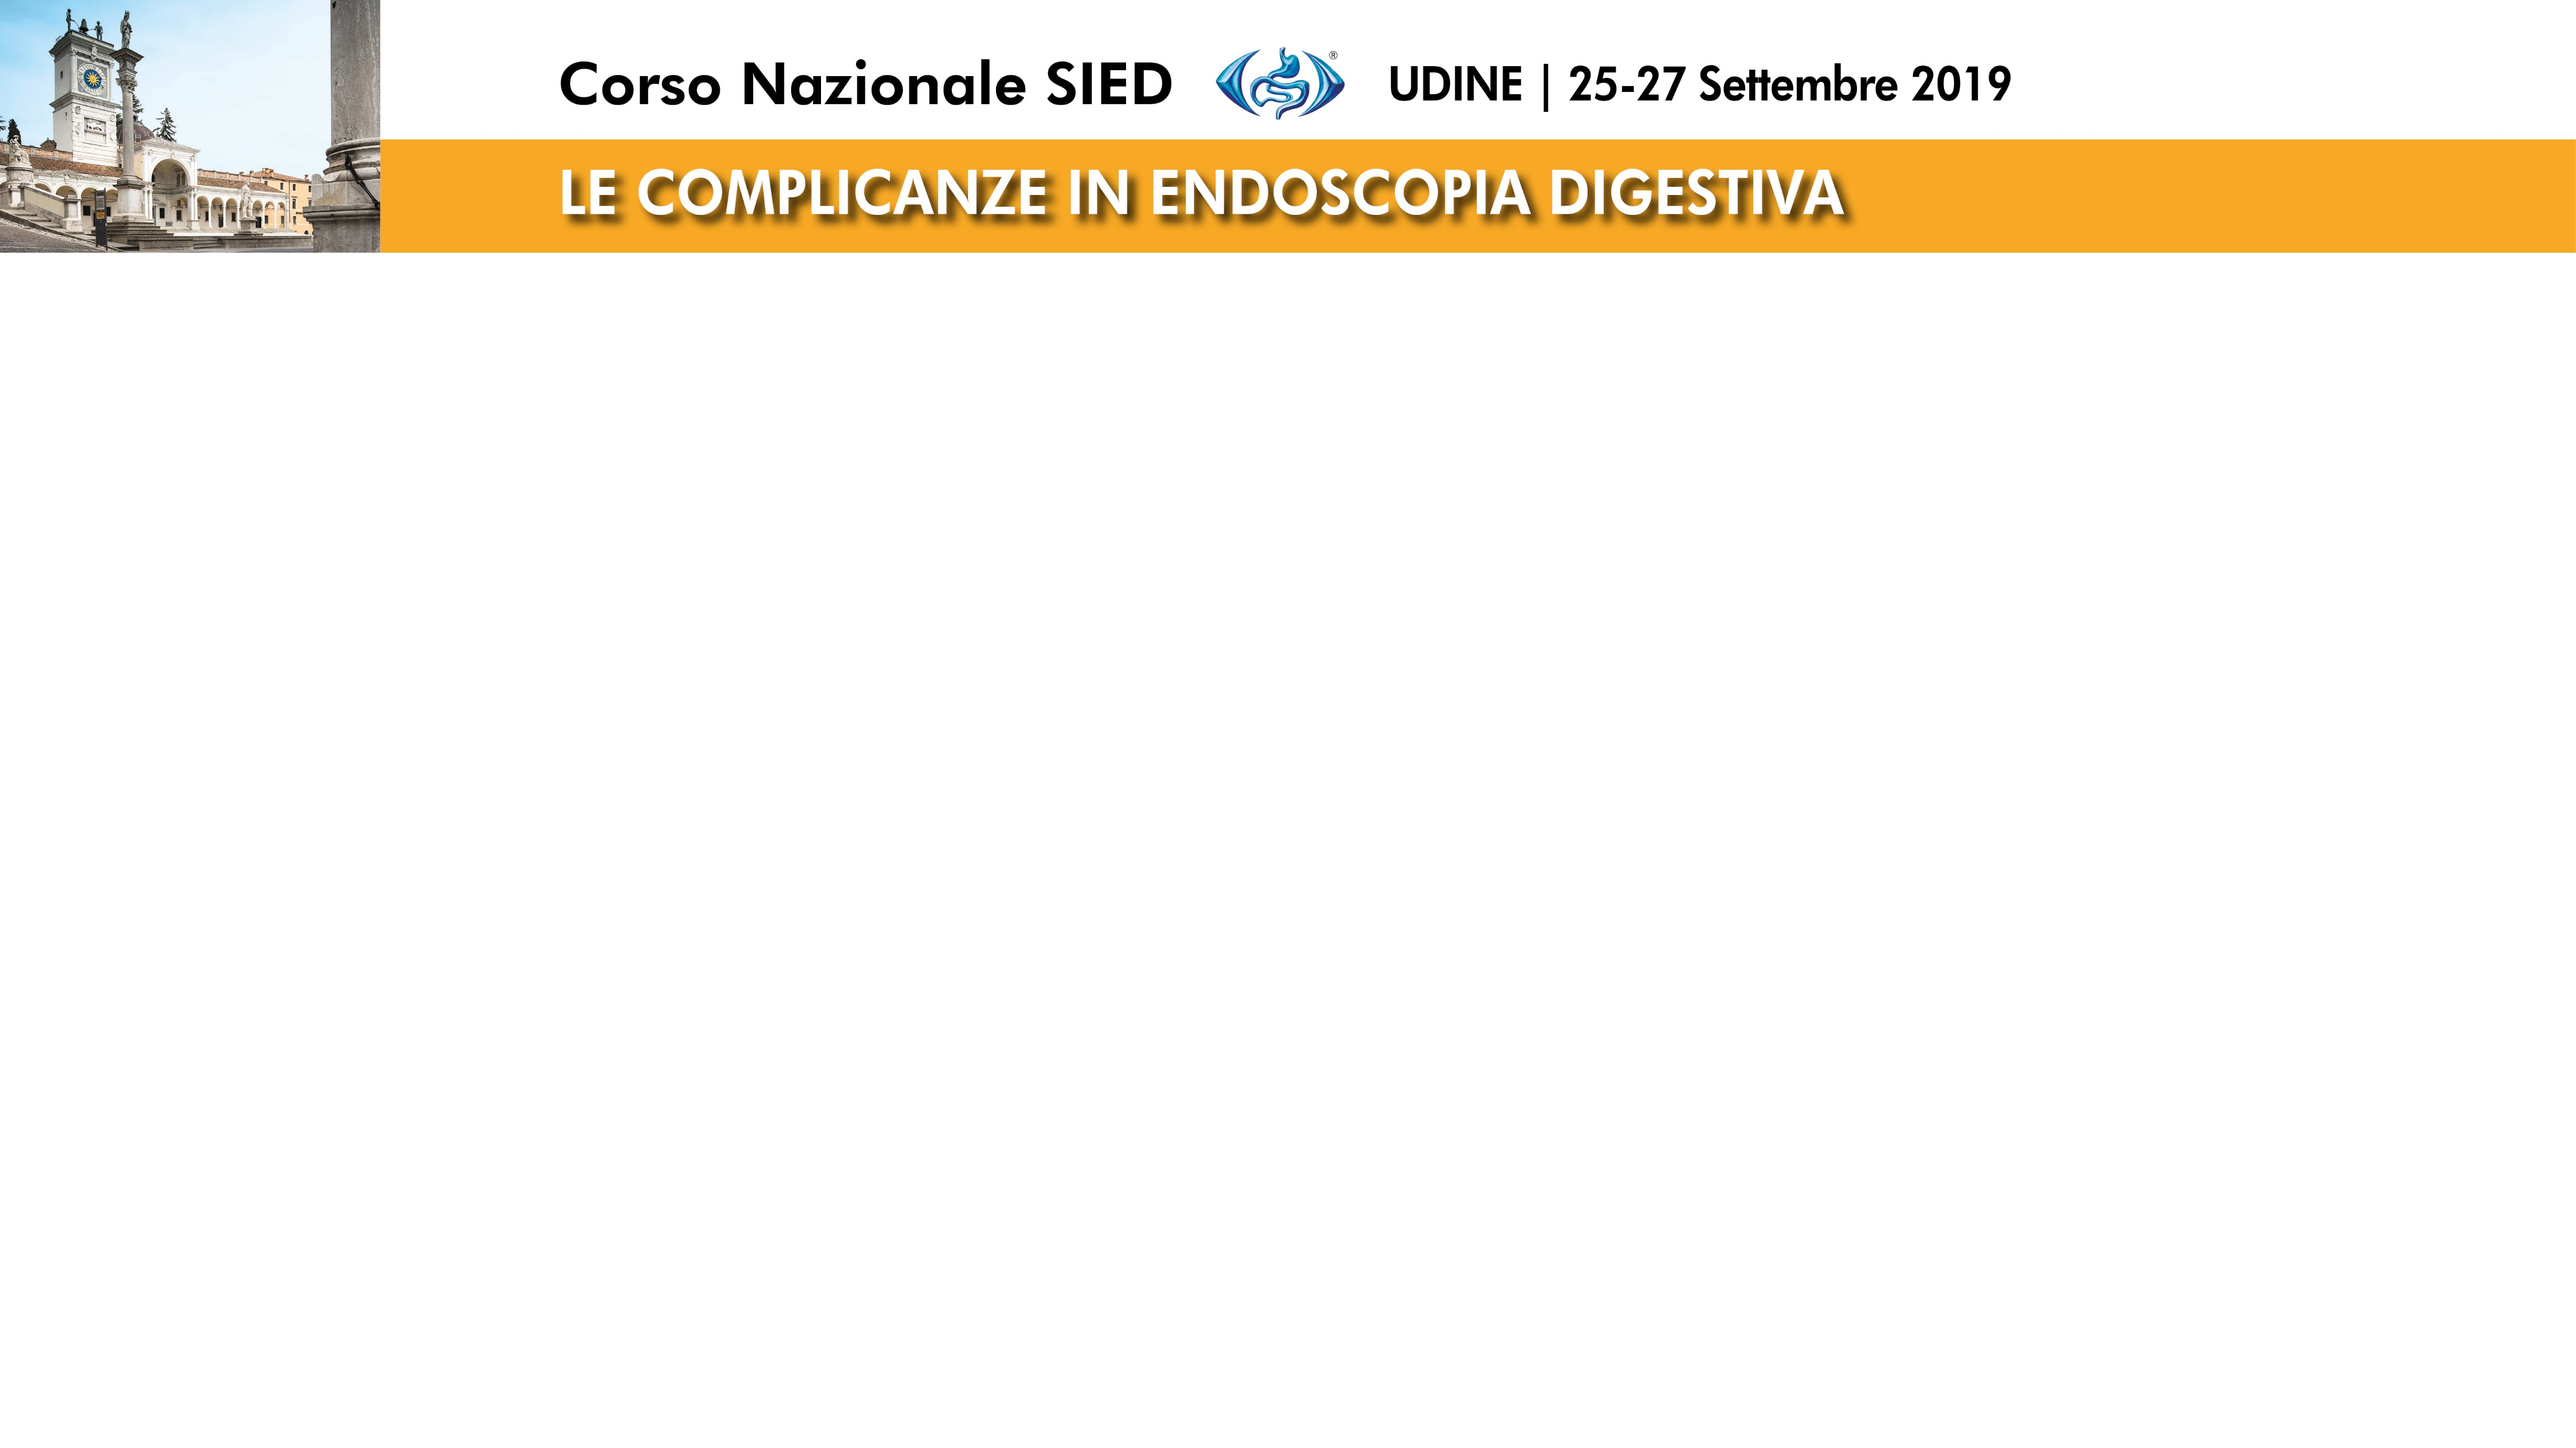 Corso Nazionale SIED ® UDINE | 25-27 Settembre 2019
LE COMPLICANZE IN ENDOSCOPIA DIGESTIVA